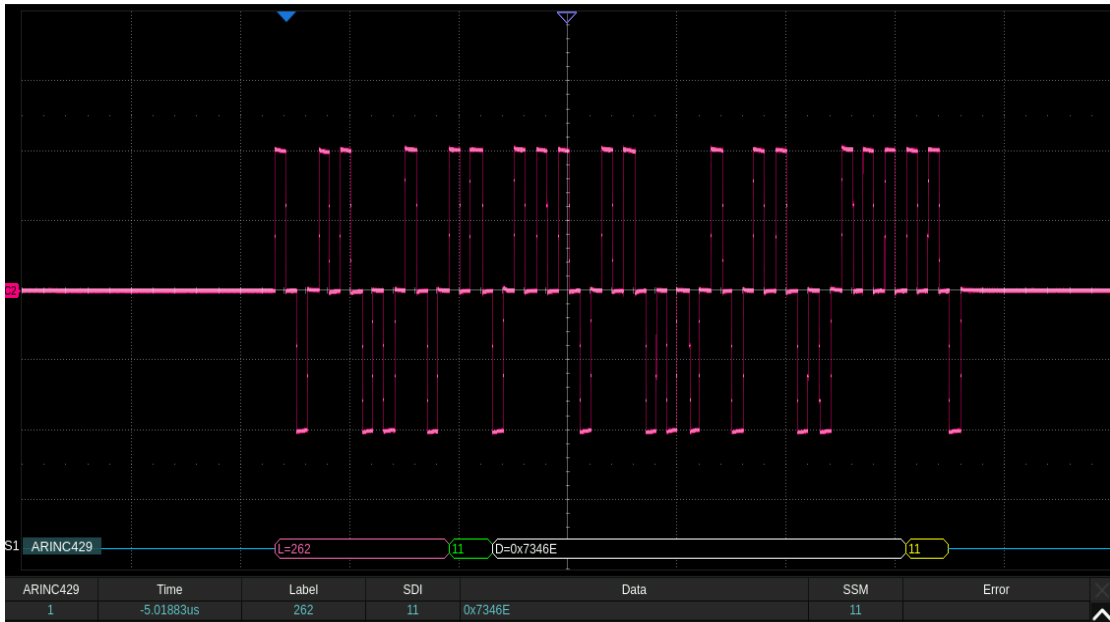 C2
S1 ARINC429 L=262 11 D=0x7346E 11
ARINC429 Time Label SDI Data SSM Error
1 -5.01883us 262 11 0x7346E 11